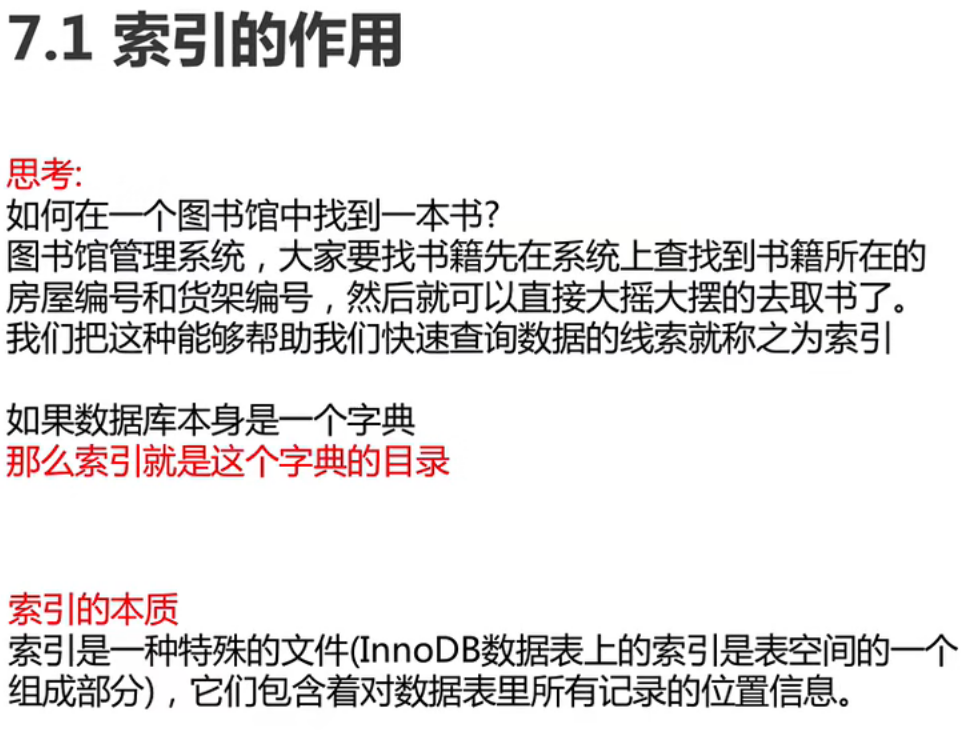 7.1 索引的作用
思考:
如何在一个图书馆中找到一本书?
图书馆管理系统，大家要找书籍先在系统上查找到书籍所在的
房屋编号和货架编号，然后就可以直接大摇大摆的去取书了。
我们把这种能够帮助我们快速查询数据的线索就称之为索引
如果数据库本身是一个字典
那么索引就是这个字典的目录
索引的本质
索引是一种特殊的文件(InnoDB数据表上的索引是表空间的一个
组成部分)，它们包含着对数据表里所有记录的位置信息。